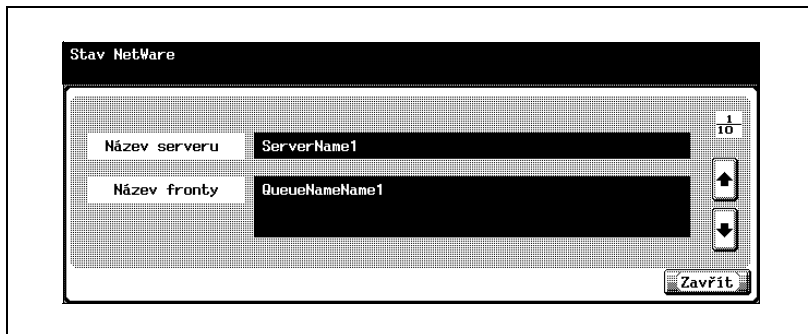 Stav NetWare
1
10
Název serveru ServerName1
Název fronty QueueNameName1
Zavřít